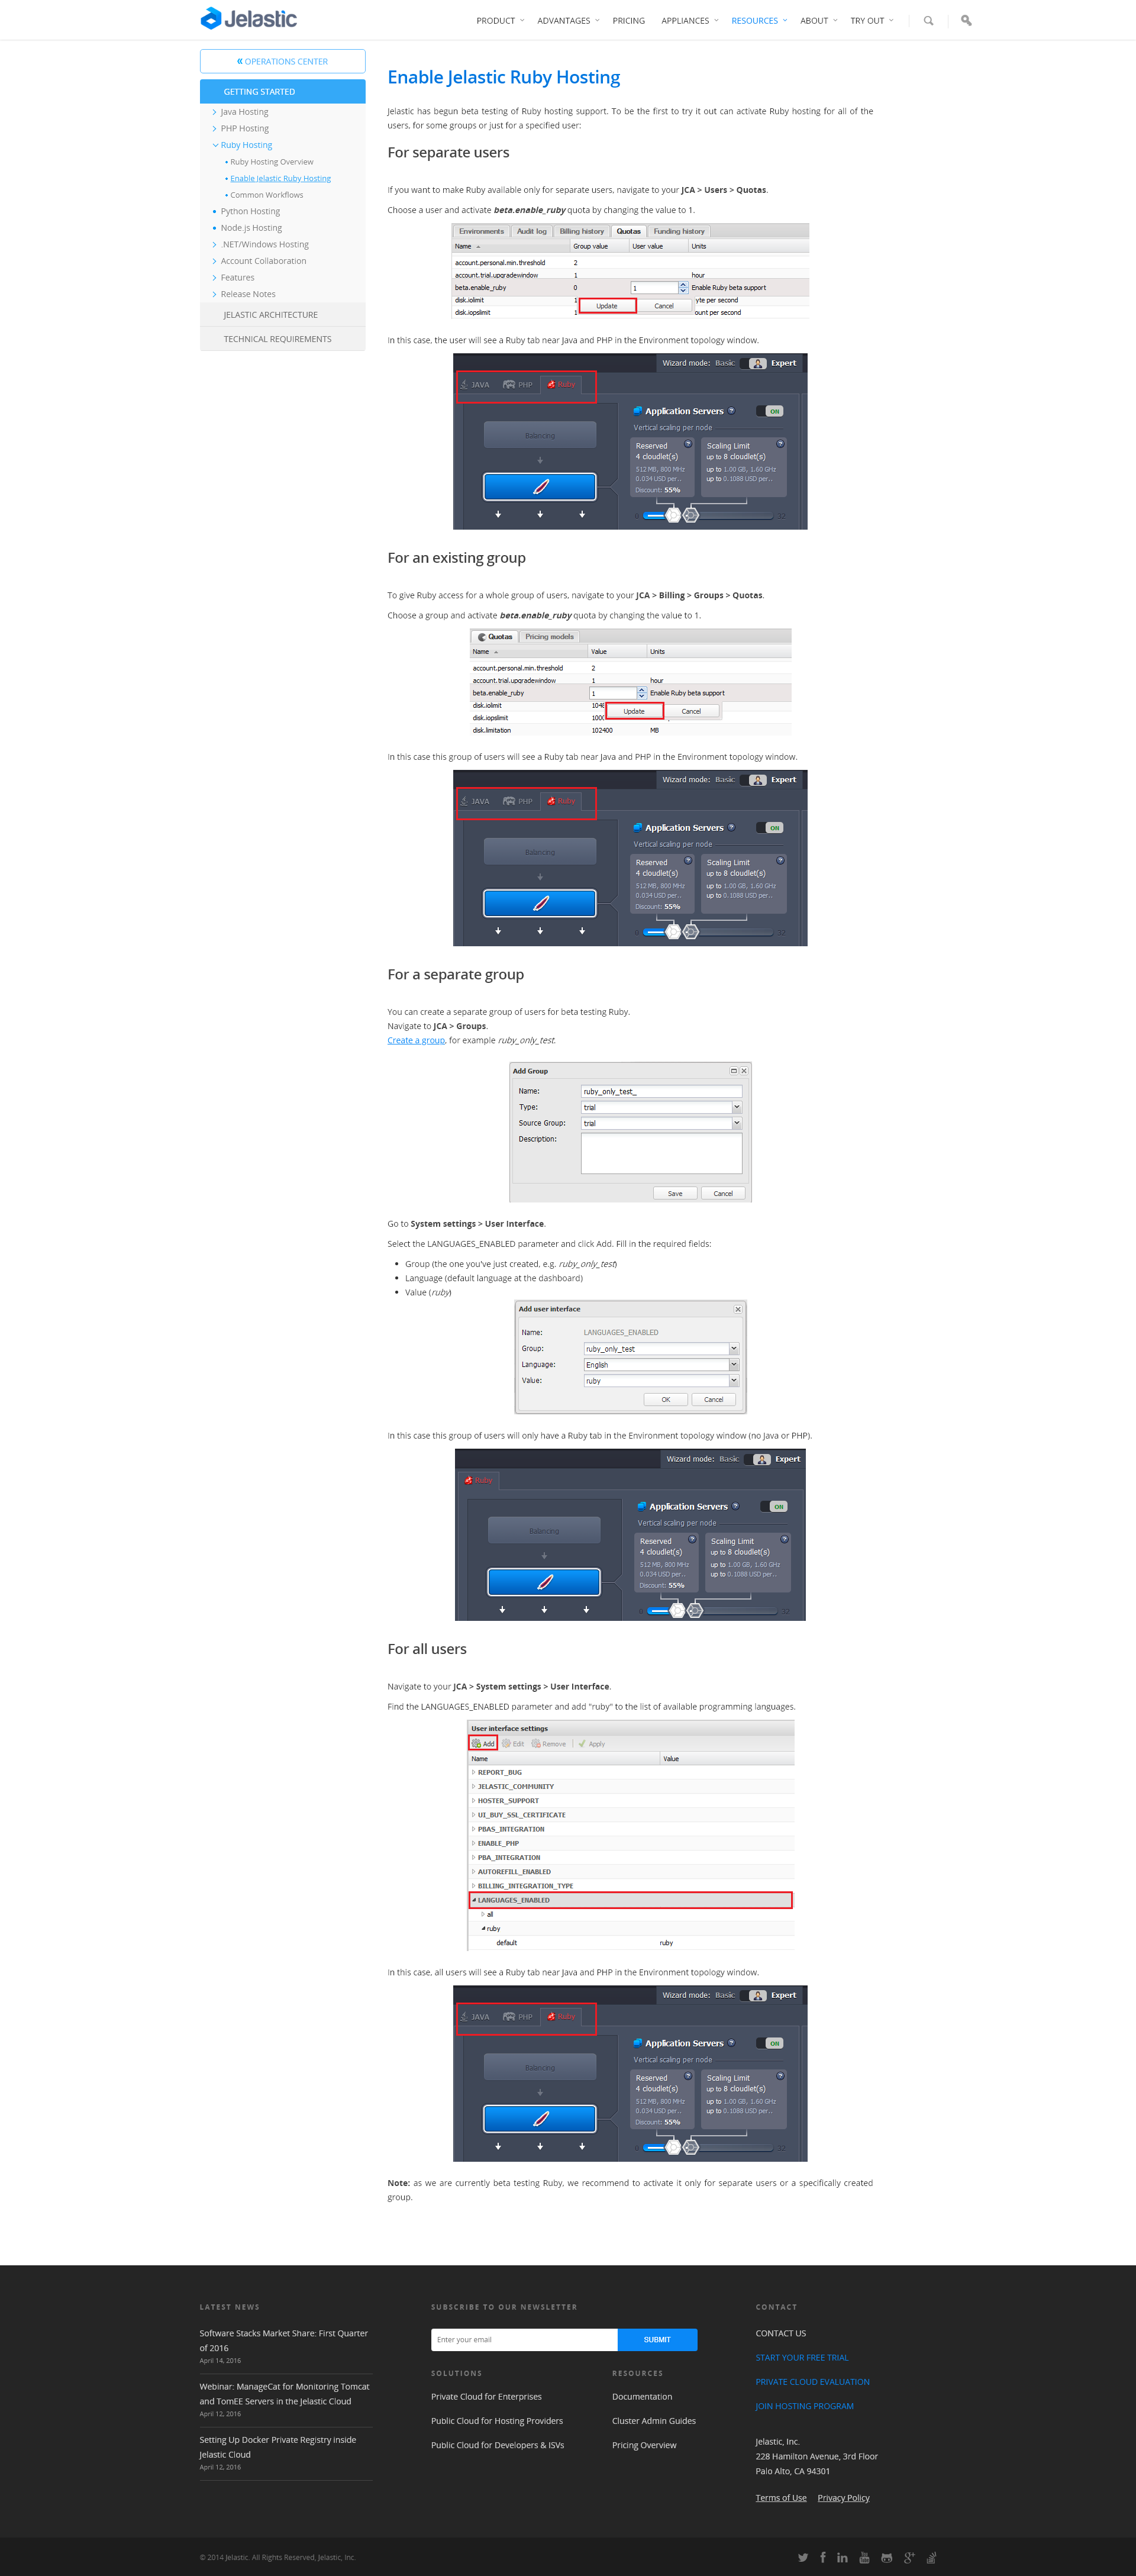 Jelastic
PRODUCT ADVANTAGES PRICING APPLIANCES RESOURCES ABOUT TRY OUT
« OPERATIONS CENTER
GETTING STARTED
Java Hosting
PHP Hosting
Ruby Hosting
Ruby Hosting Overview
Enable Jelastic Ruby Hosting
Common Workflows
Python Hosting
Node.js Hosting
.NET/Windows Hosting
Account Collaboration
Features
Release Notes
JELASTIC ARCHITECTURE
TECHNICAL REQUIREMENTS
Enable Jelastic Ruby Hosting
Jelastic has begun beta testing of Ruby hosting support. To be the first to try it out can activate Ruby hosting for all of the
users, for some groups or just for a specified user:
For separate users
If you want to make Ruby available only for separate users, navigate to your JCA > Users > Quotas.
Choose a user and activate beta.enable_ruby quota by changing the value to 1.
Environments Audit log Billing history Quotas Funding history
Name Group value User value Units
account.personal.min.threshold 2
account.trial.upgradewindow 1 hour
beta.enable_ruby 0 1 Enable Ruby beta support
disk.iolimit 1 Update Cancel yte per second
disk.iopslimit 1 ount per second
In this case, the user will see a Ruby tab near Java and PHP in the Environment topology window.
Wizard mode: Basic Expert
JAVA PHP Ruby
Application Servers ? ON
Vertical scaling per node
Balancing
Reserved ? Scaling Limit ?
4 cloudlet(s) up to 8 cloudlet(s)
512 MB, 800 MHz up to 1.00 GB, 1.60 GHz
0.034 USD per.. up to 0.1088 USD per..
Discount: 55%
0 32
For an existing group
To give Ruby access for a whole group of users, navigate to your JCA > Billing > Groups > Quotas.
Choose a group and activate beta.enable_ruby quota by changing the value to 1.
Quotas Pricing models
Name Value Units
account.personal.min.threshold 2
account.trial.upgradewindow 1 hour
beta.enable_ruby 1 Enable Ruby beta support
disk.iolimit 1048 Update Cancel
disk.iopslimit 1000
disk.limitation 102400 MB
In this case this group of users will see a Ruby tab near Java and PHP in the Environment topology window.
Wizard mode: Basic Expert
JAVA PHP Ruby
Application Servers ? ON
Vertical scaling per node
Balancing
Reserved ? Scaling Limit ?
4 cloudlet(s) up to 8 cloudlet(s)
512 MB, 800 MHz up to 1.00 GB, 1.60 GHz
0.034 USD per.. up to 0.1088 USD per..
Discount: 55%
0 32
For a separate group
You can create a separate group of users for beta testing Ruby.
Navigate to JCA > Groups.
Create a group, for example ruby_only_test.
Add Group
Name: ruby_only_test_
Type: trial
Source Group: trial
Description:
Save Cancel
Go to System settings > User Interface.
Select the LANGUAGES_ENABLED parameter and click Add. Fill in the required fields:
• Group (the one you've just created, e.g. ruby_only_test)
• Language (default language at the dashboard)
• Value (ruby)
Add user interface
Name: LANGUAGES_ENABLED
Group: ruby_only_test
Language: English
Value: ruby
OK Cancel
In this case this group of users will only have a Ruby tab in the Environment topology window (no Java or PHP).
Wizard mode: Basic Expert
Ruby
Application Servers ? ON
Vertical scaling per node
Balancing
Reserved ? Scaling Limit ?
4 cloudlet(s) up to 8 cloudlet(s)
512 MB, 800 MHz up to 1.00 GB, 1.60 GHz
0.034 USD per.. up to 0.1088 USD per..
Discount: 55%
0 32
For all users
Navigate to your JCA > System settings > User Interface.
Find the LANGUAGES_ENABLED parameter and add "ruby" to the list of available programming languages.
User interface settings
Add Edit Remove Apply
Name Value
REPORT_BUG
JELASTIC_COMMUNITY
HOSTER_SUPPORT
UI_BUY_SSL_CERTIFICATE
PBAS_INTEGRATION
ENABLE_PHP
PBA_INTEGRATION
AUTOREFILL_ENABLED
BILLING_INTEGRATION_TYPE
LANGUAGES_ENABLED
all
ruby
default ruby
In this case, all users will see a Ruby tab near Java and PHP in the Environment topology window.
Wizard mode: Basic Expert
JAVA PHP Ruby
Application Servers ? ON
Vertical scaling per node
Balancing
Reserved ? Scaling Limit ?
4 cloudlet(s) up to 8 cloudlet(s)
512 MB, 800 MHz up to 1.00 GB, 1.60 GHz
0.034 USD per.. up to 0.1088 USD per..
Discount: 55%
0 32
Note: as we are currently beta testing Ruby, we recommend to activate it only for separate users or a specifically created
group.
LATEST NEWS
Software Stacks Market Share: First Quarter
of 2016
April 14, 2016
Webinar: ManageCat for Monitoring Tomcat
and TomEE Servers in the Jelastic Cloud
April 12, 2016
Setting Up Docker Private Registry inside
Jelastic Cloud
April 12, 2016
SUBSCRIBE TO OUR NEWSLETTER
Enter your email SUBMIT
SOLUTIONS
Private Cloud for Enterprises
Public Cloud for Hosting Providers
Public Cloud for Developers & ISVs
RESOURCES
Documentation
Cluster Admin Guides
Pricing Overview
CONTACT
CONTACT US
START YOUR FREE TRIAL
PRIVATE CLOUD EVALUATION
JOIN HOSTING PROGRAM
Jelastic, Inc.
228 Hamilton Avenue, 3rd Floor
Palo Alto, CA 94301
Terms of Use Privacy Policy
© 2014 Jelastic. All Rights Reserved, Jelastic, Inc.